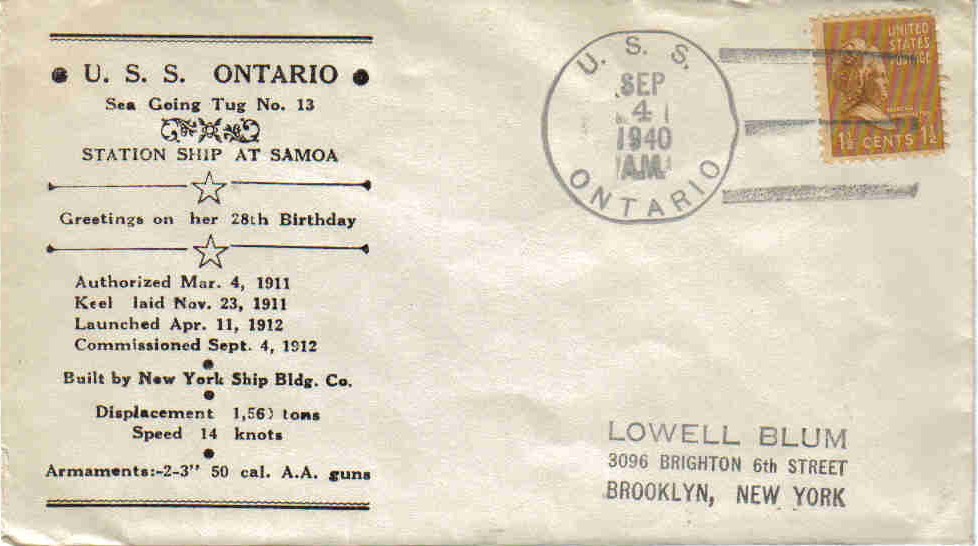 U. S. S. ONTARIO
Sea Going Tug No. 13
STATION SHIP AT SAMOA
Greetings on her 28th Birthday
Authorized Mar. 4, 1911
Keel laid Nov. 23, 1911
Launched Apr. 11, 1912
Commissioned Sept. 4, 1912
Built by New York Ship Bldg. Co.
Displacement tons
Speed 14 knots
Armaments:-2-3" 50 cal. A.A. guns
U. S. S.
SEP
4
1940
A.M.
ONTARIO
UNITED
STATES
POSTAGE
1½ CENTS 1½
LOWELL BLUM
3096 BRIGHTON 6th STREET
BROOKLYN, NEW YORK